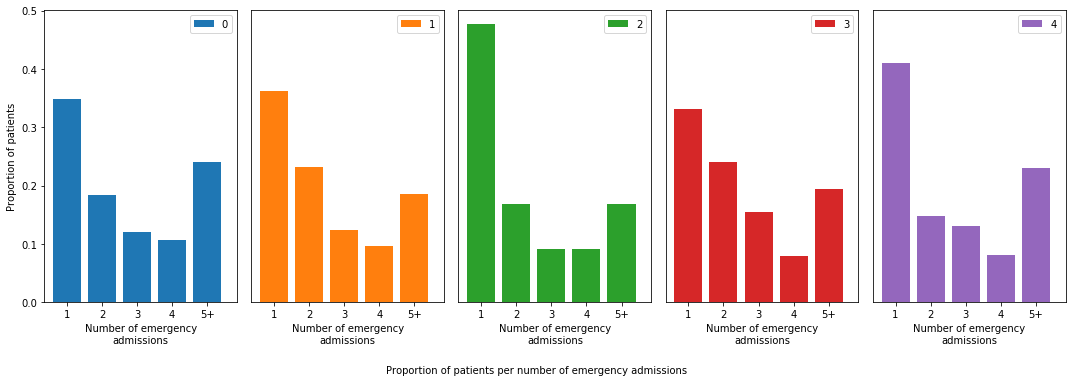 0
1
2
3
4
0.5
0.4
0.3
0.2
0.1
0.0
Proportion of patients
1 2 3 4 5+
1 2 3 4 5+
1 2 3 4 5+
1 2 3 4 5+
1 2 3 4 5+
Number of emergency
admissions
Number of emergency
admissions
Number of emergency
admissions
Number of emergency
admissions
Number of emergency
admissions
Proportion of patients per number of emergency admissions